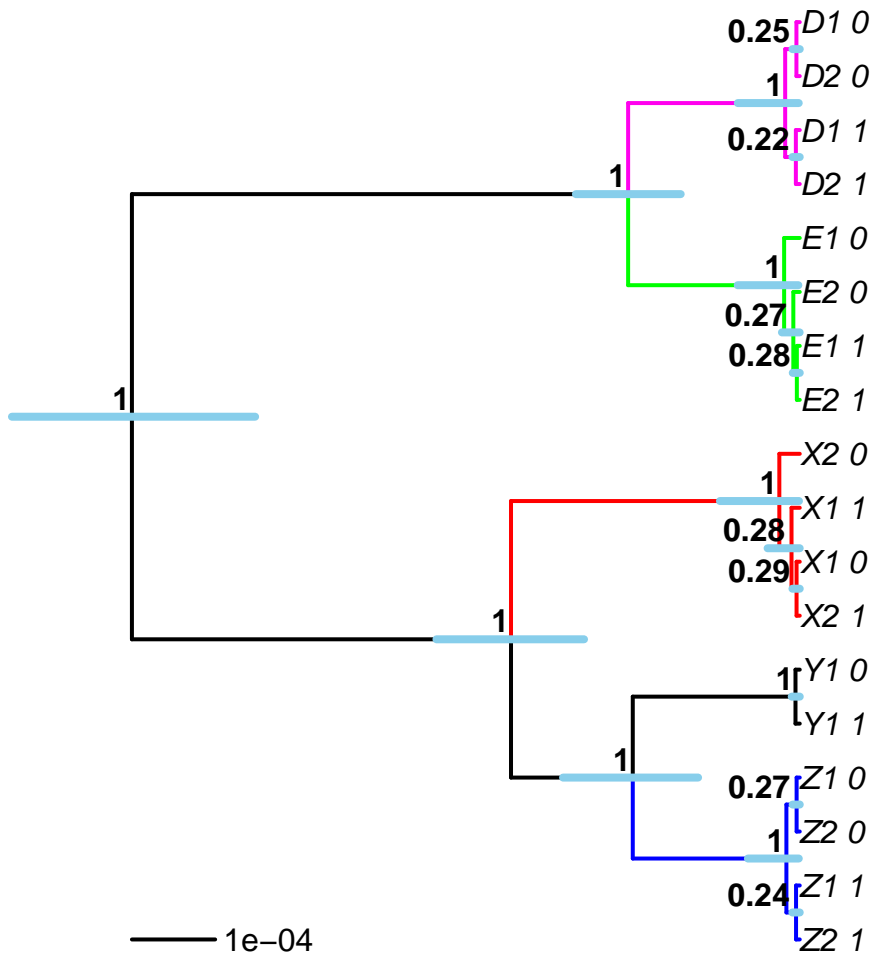 D1 0
0.25
D2 0
1
D1 1
0.22
D2 1
1
E1 0
1
E2 0
0.27
E1 1
0.28
E2 1
1
X2 0
1
X1 1
0.28
X1 0
0.29
X2 1
1
Y1 0
1
Y1 1
1
Z1 0
0.27
Z2 0
1
Z1 1
0.24
Z2 1
1e−04